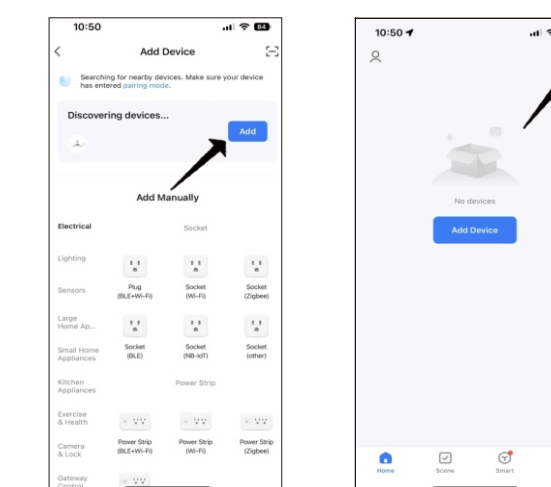 10:50
84
Add Device
Searching for nearby devices. Make sure your device
has entered pairing mode.
Discovering devices...
Add
Add Manually
Electrical
Socket
Lighting
Sensors
Plug
(BLE+Wi-Fi)
Socket
(Wi-Fi)
Socket
(Zigbee)
Large
Home Ap...
Small Home
Appliances
Socket
(BLE)
Socket
(NB-IoT)
Socket
(other)
Kitchen
Appliances
Power Strip
Exercise
& Health
Camera
& Lock
Power Strip
(BLE+Wi-Fi)
Power Strip
(Wi-Fi)
Power Strip
(Zigbee)
Gateway
Control
10:50
No devices
Add Device
Home
Scene
Smart